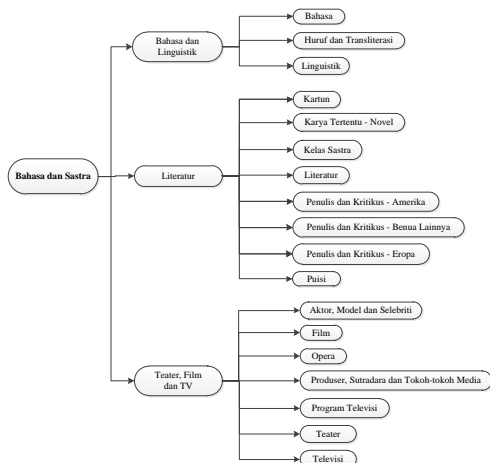 Bahasa dan Sastra
Bahasa dan
Linguistik
Bahasa
Huruf dan Transliterasi
Linguistik
Literatur
Kartun
Karya Tertentu - Novel
Kelas Sastra
Literatur
Penulis dan Kritikus - Amerika
Penulis dan Kritikus - Benua Lainnya
Penulis dan Kritikus - Eropa
Puisi
Teater, Film
dan TV
Aktor, Model dan Selebriti
Film
Opera
Produser, Sutradara dan Tokoh-tokoh Media
Program Televisi
Teater
Televisi